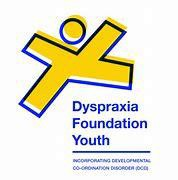 Dyspraxia
Foundation
Youth
INCORPORATING DEVELOPMENTAL
CO-ORDINATION DISORDER (DCD)